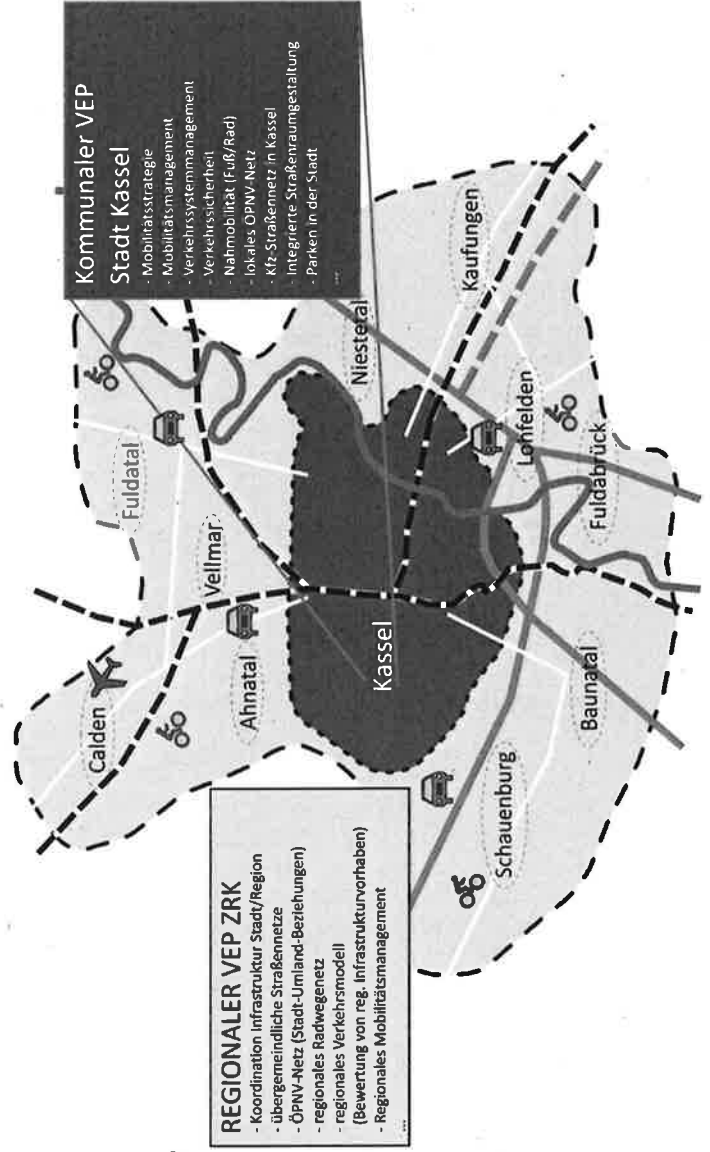 Kommunaler VEP
Stadt Kassel
- Mobilitätsstrategie
- Mobilitätsmanagement
- Verkehrssystemmanagement
- Verkehrssicherheit
- Nahmobilität (Fuß/Rad)
- lokales ÖPNV-Netz
- Kfz-Straßennetz in Kassel
- Integrierte Straßenraumgestaltung
- Parken in der Stadt
...
REGIONALER VEP ZRK
- Koordination Infrastruktur Stadt/Region
- übergemeindliche Straßennetze
- ÖPNV-Netz (Stadt-Umland-Beziehungen)
- regionales Radwegenetz
- regionales Verkehrsmodell
(Bewertung von reg. Infrastrukturvorhaben)
- Regionales Mobilitätsmanagement
...
Calden
Fuldatal
Vellmar
Ahnatal
Niestetal
Kassel
Kaufungen
Lohfelden
Fuldabrück
Schauenburg
Baunatal